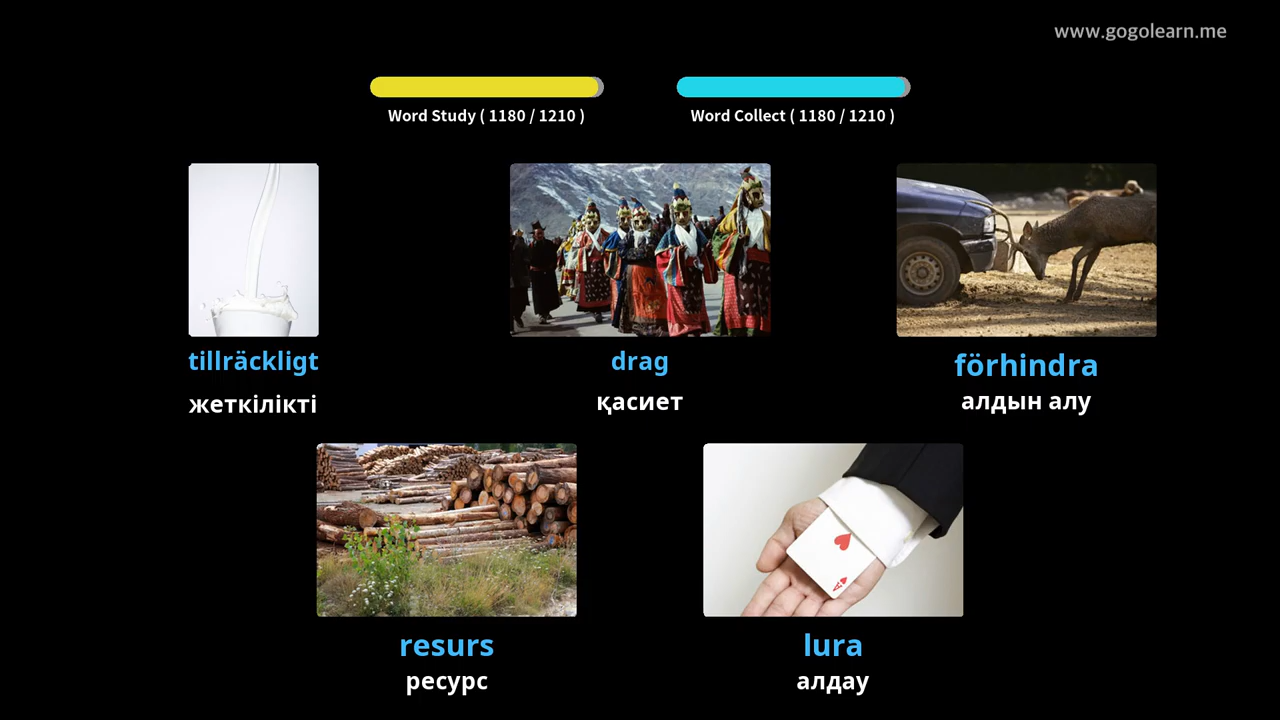 www.gogolearn.me
Word Study ( 1180 / 1210 )
Word Collect ( 1180 / 1210 )
tillräckligt
жеткілікті
drag
қасиет
förhindra
алдын алу
resurs
ресурс
lura
алдау